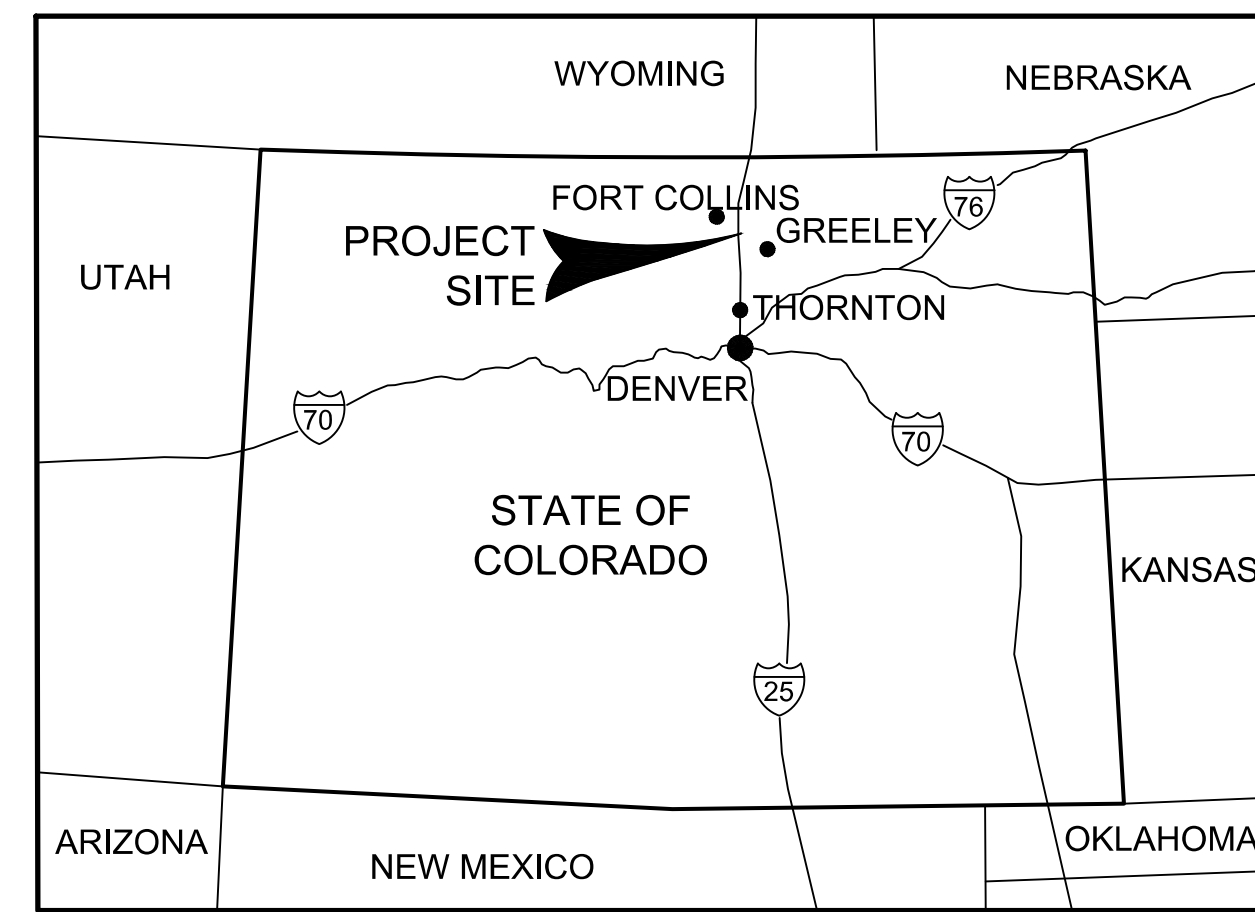 WYOMING
NEBRASKA
FORT COLLINS
76
GREELEY
PROJECT
SITE
UTAH
THORNTON
DENVER
70
70
STATE OF
COLORADO
KANSAS
25
ARIZONA
NEW MEXICO
OKLAHOMA